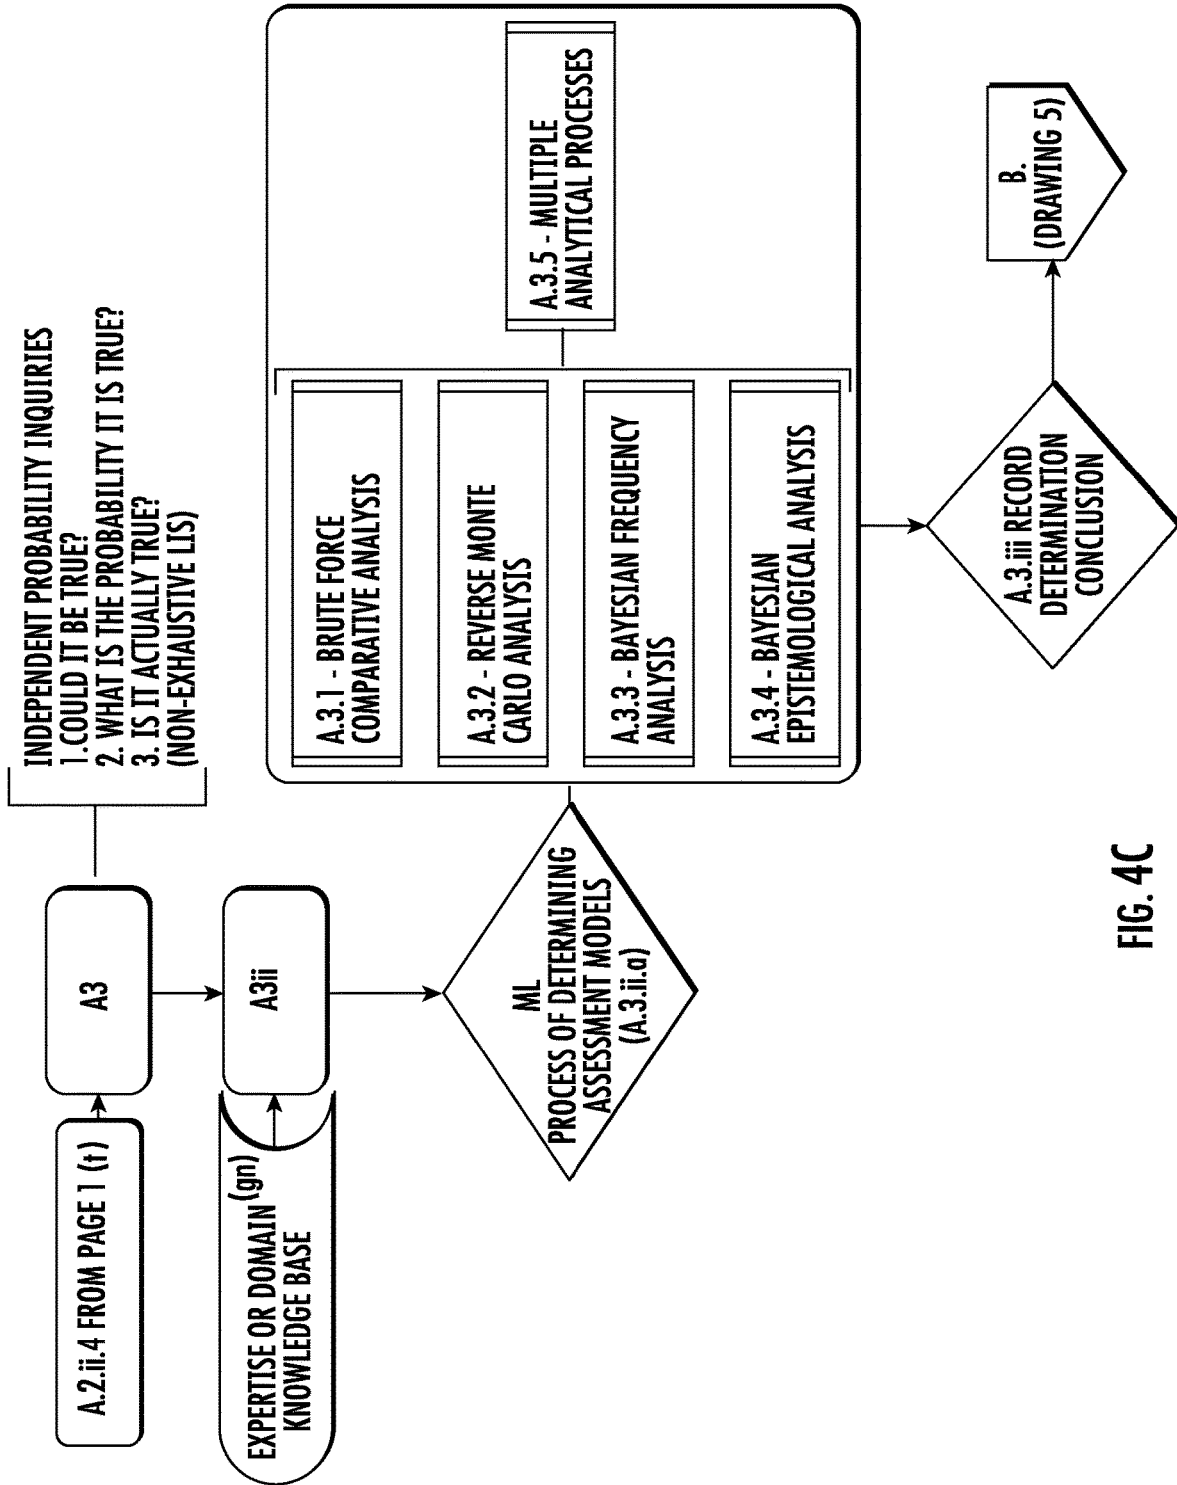 A.2.ii.4 FROM PAGE 1 (t)
A3
INDEPENDENT PROBABILITY INQUIRIES
1.COULD IT BE TRUE?
2. WHAT IS THE PROBABILITY IT IS TRUE?
3. IS IT ACTUALLY TRUE?
(NON-EXHAUSTIVE LIS)
EXPERTISE OR DOMAIN
KNOWLEDGE BASE
(gn)
A3ii
ML
PROCESS OF DETERMINING
ASSESSMENT MODELS
(A.3.ii.a)
A.3.1 - BRUTE FORCE
COMPARATIVE ANALYSIS
A.3.2 - REVERSE MONTE
CARLO ANALYSIS
A.3.3 - BAYESIAN FREQUENCY
ANALYSIS
A.3.4 - BAYESIAN
EPISTEMOLOGICAL ANALYSIS
A.3.5 - MULTIPLE
ANALYTICAL PROCESSES
A.3.iii RECORD
DETERMINATION
CONCLUSION
B.
(DRAWING 5)
FIG. 4C